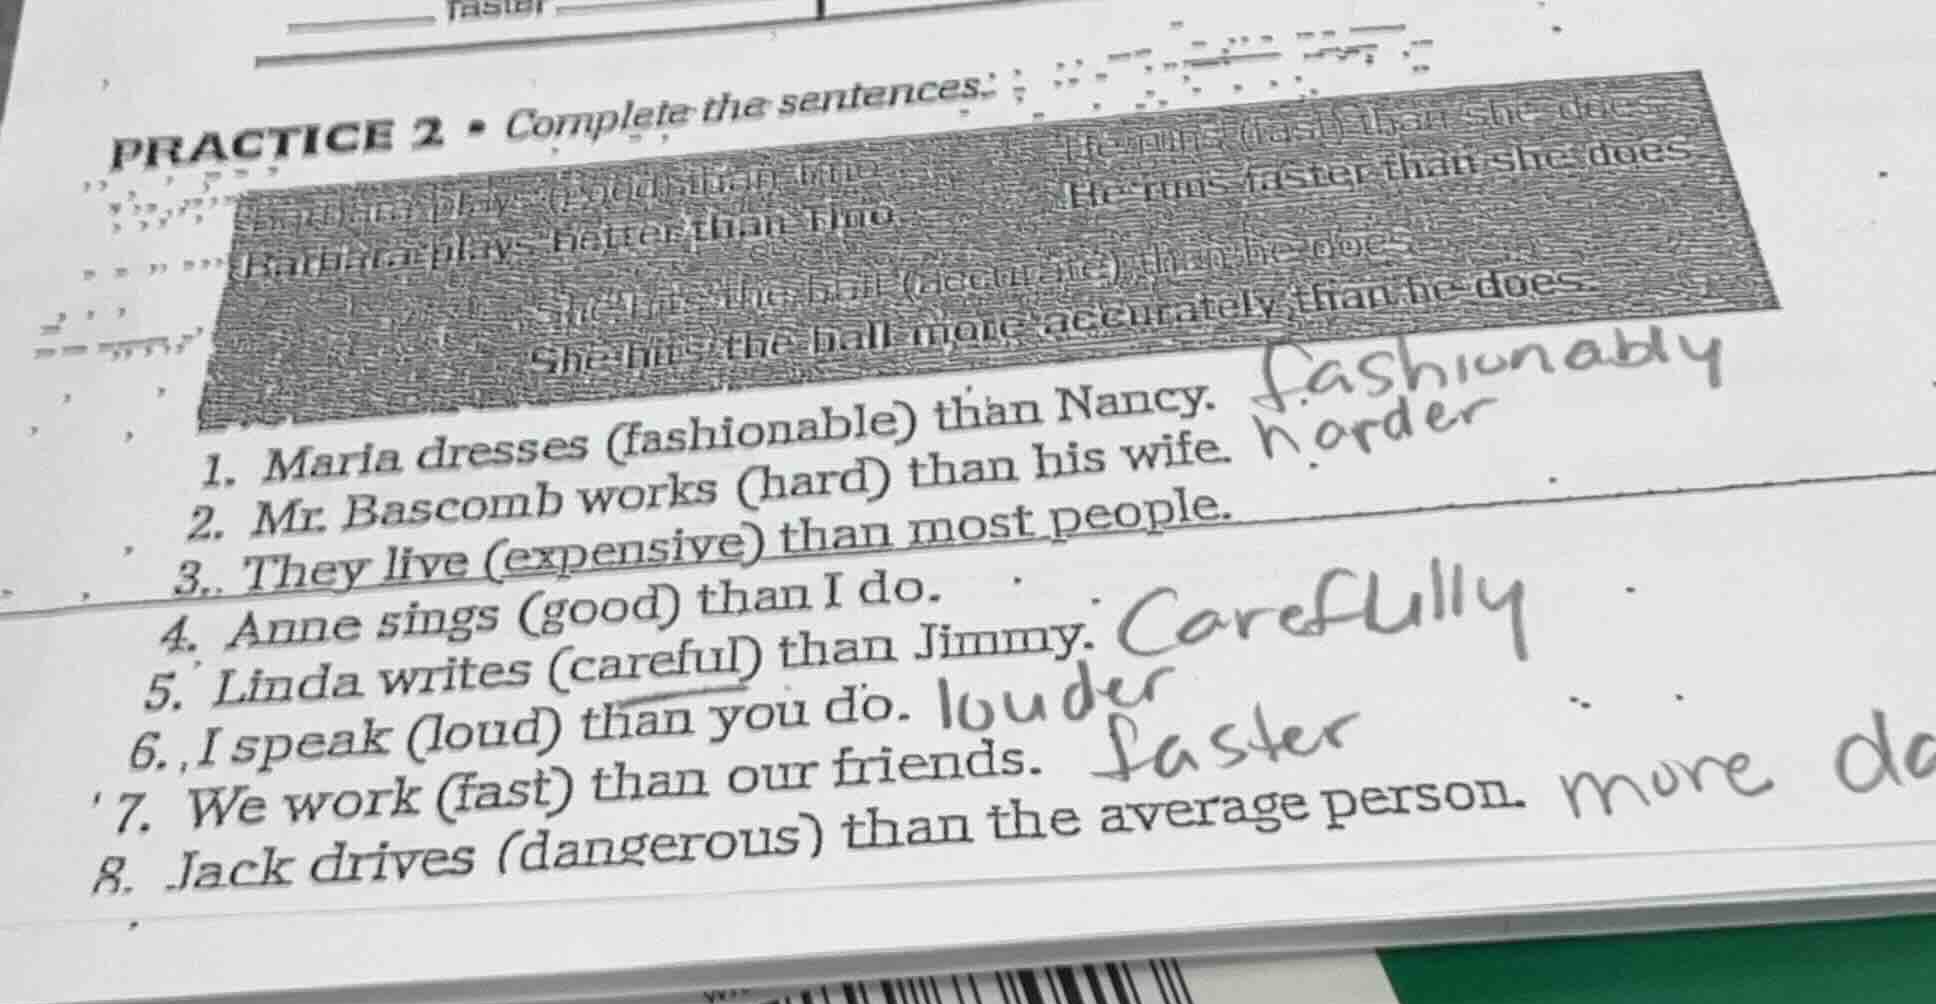 faster
PRACTICE 2 • Complete the sentences.
Barbara plays (good) than Tino. He runs (fast) than she does.
Barbara plays better than Tino. He runs faster than she does.
She hits the ball (accurate) than he does.
She hits the ball more accurately than he does.
1. Maria dresses (fashionable) than Nancy. fashionably
2. Mr. Bascomb works (hard) than his wife. harder
3. They live (expensive) than most people.
4. Anne sings (good) than I do.
5. Linda writes (careful) than Jimmy. Carefully
6. I speak (loud) than you do. louder
7. We work (fast) than our friends. faster
8. Jack drives (dangerous) than the average person. more